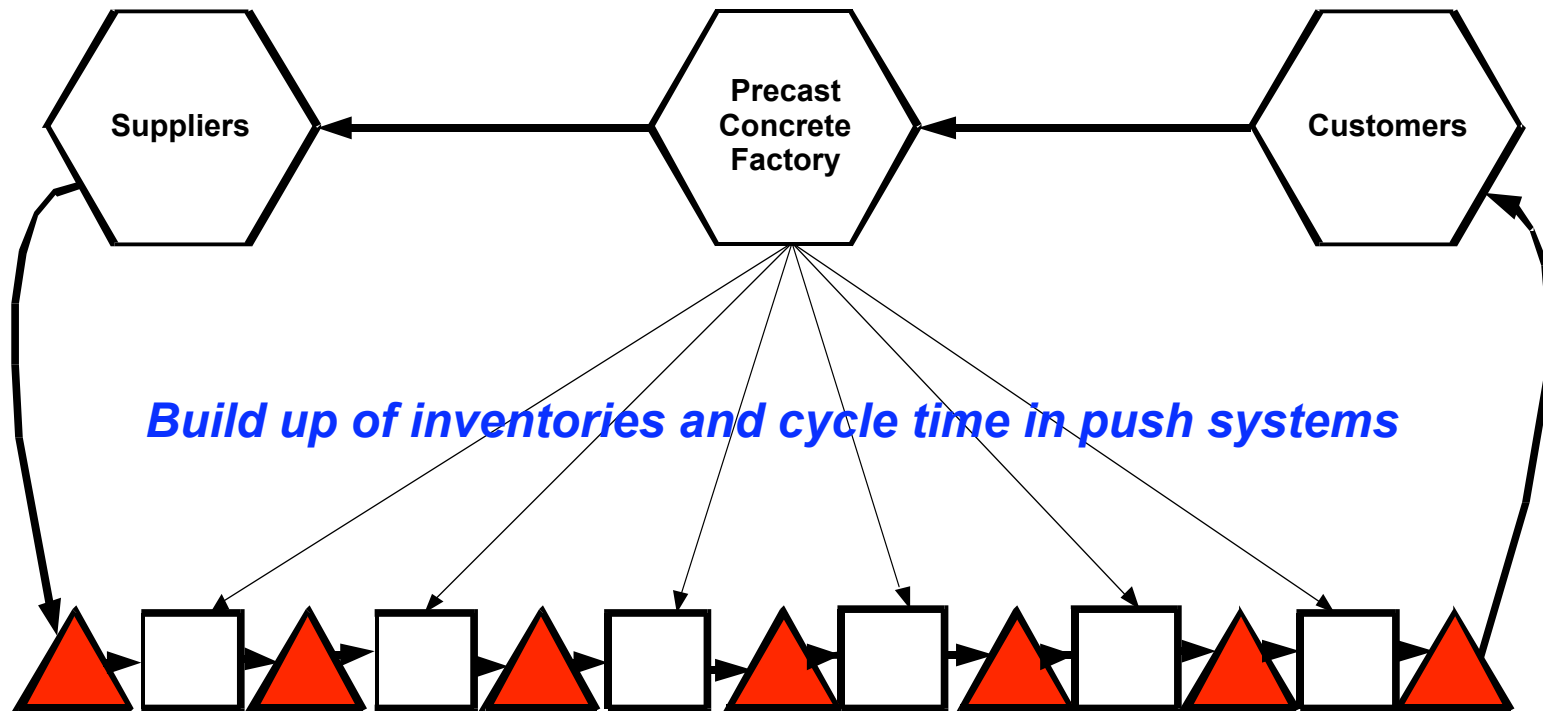 Suppliers
Precast
Concrete
Factory
Customers
Build up of inventories and cycle time in push systems